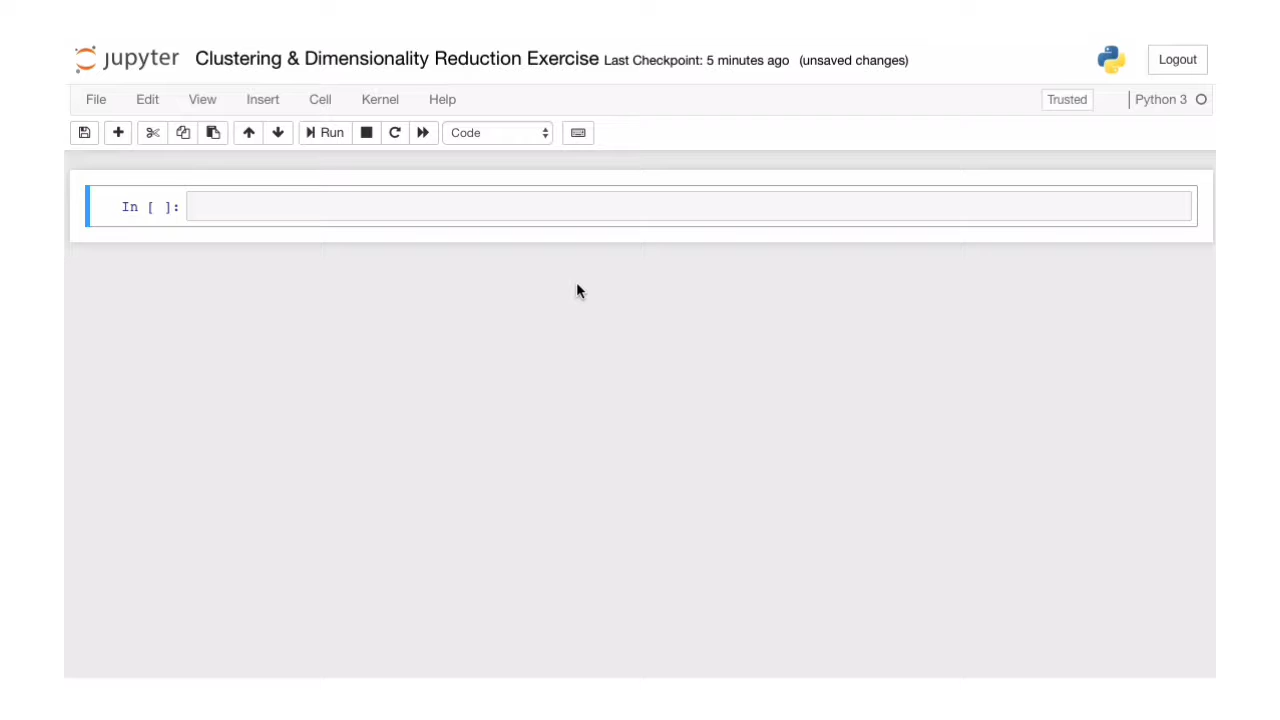 jupyter Clustering & Dimensionality Reduction Exercise Last Checkpoint: 5 minutes ago (unsaved changes) Logout
File Edit View Insert Cell Kernel Help Trusted Python 3
Run Code
In [ ]: